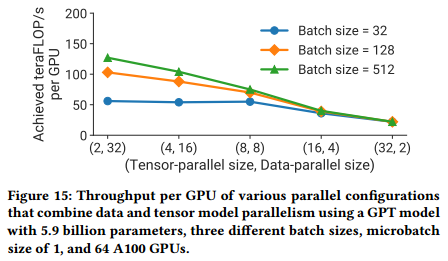 Achieved teraFLOP/s
per GPU
200
150
100
50
0
Batch size = 32
Batch size = 128
Batch size = 512
(2, 32) (4, 16) (8, 8) (16, 4) (32, 2)
(Tensor-parallel size, Data-parallel size)
Figure 15: Throughput per GPU of various parallel configurations
that combine data and tensor model parallelism using a GPT model
with 5.9 billion parameters, three different batch sizes, microbatch
size of 1, and 64 A100 GPUs.